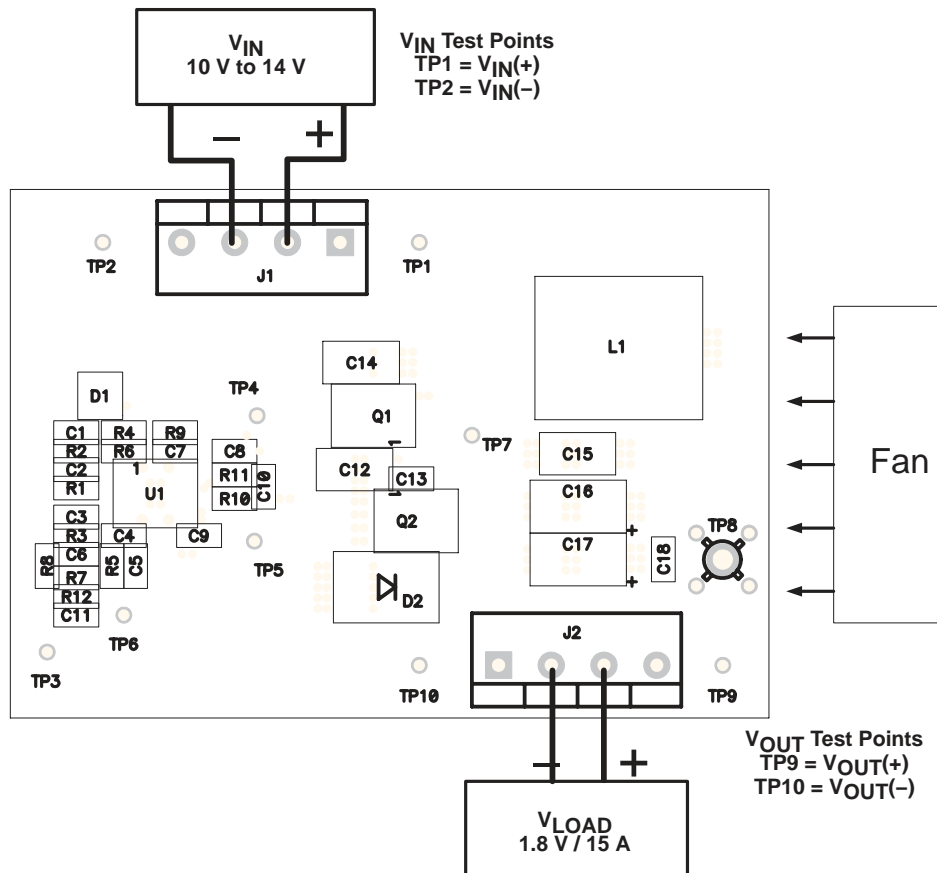 VIN
10 V to 14 V
VIN Test Points
TP1 = VIN(+)
TP2 = VIN(–)
– +
TP2
J1
TP1
L1
Fan
C14
D1
TP4
Q1
TP7
C1 R4 R9
R2 R6 C7 C8
C2 1
R1 U1
R11
R10 C10
C12 C13
1
1
C15
C16
+
C17
+
C18
TP8
Q2
C3
R3 C4 C9
R8 C6 R5 C5
R7
R12
C11
TP5
D2
TP6
TP3
J2
TP10
TP9
VOUT Test Points
TP9 = VOUT(+)
TP10 = VOUT(–)
– +
VLOAD
1.8 V / 15 A